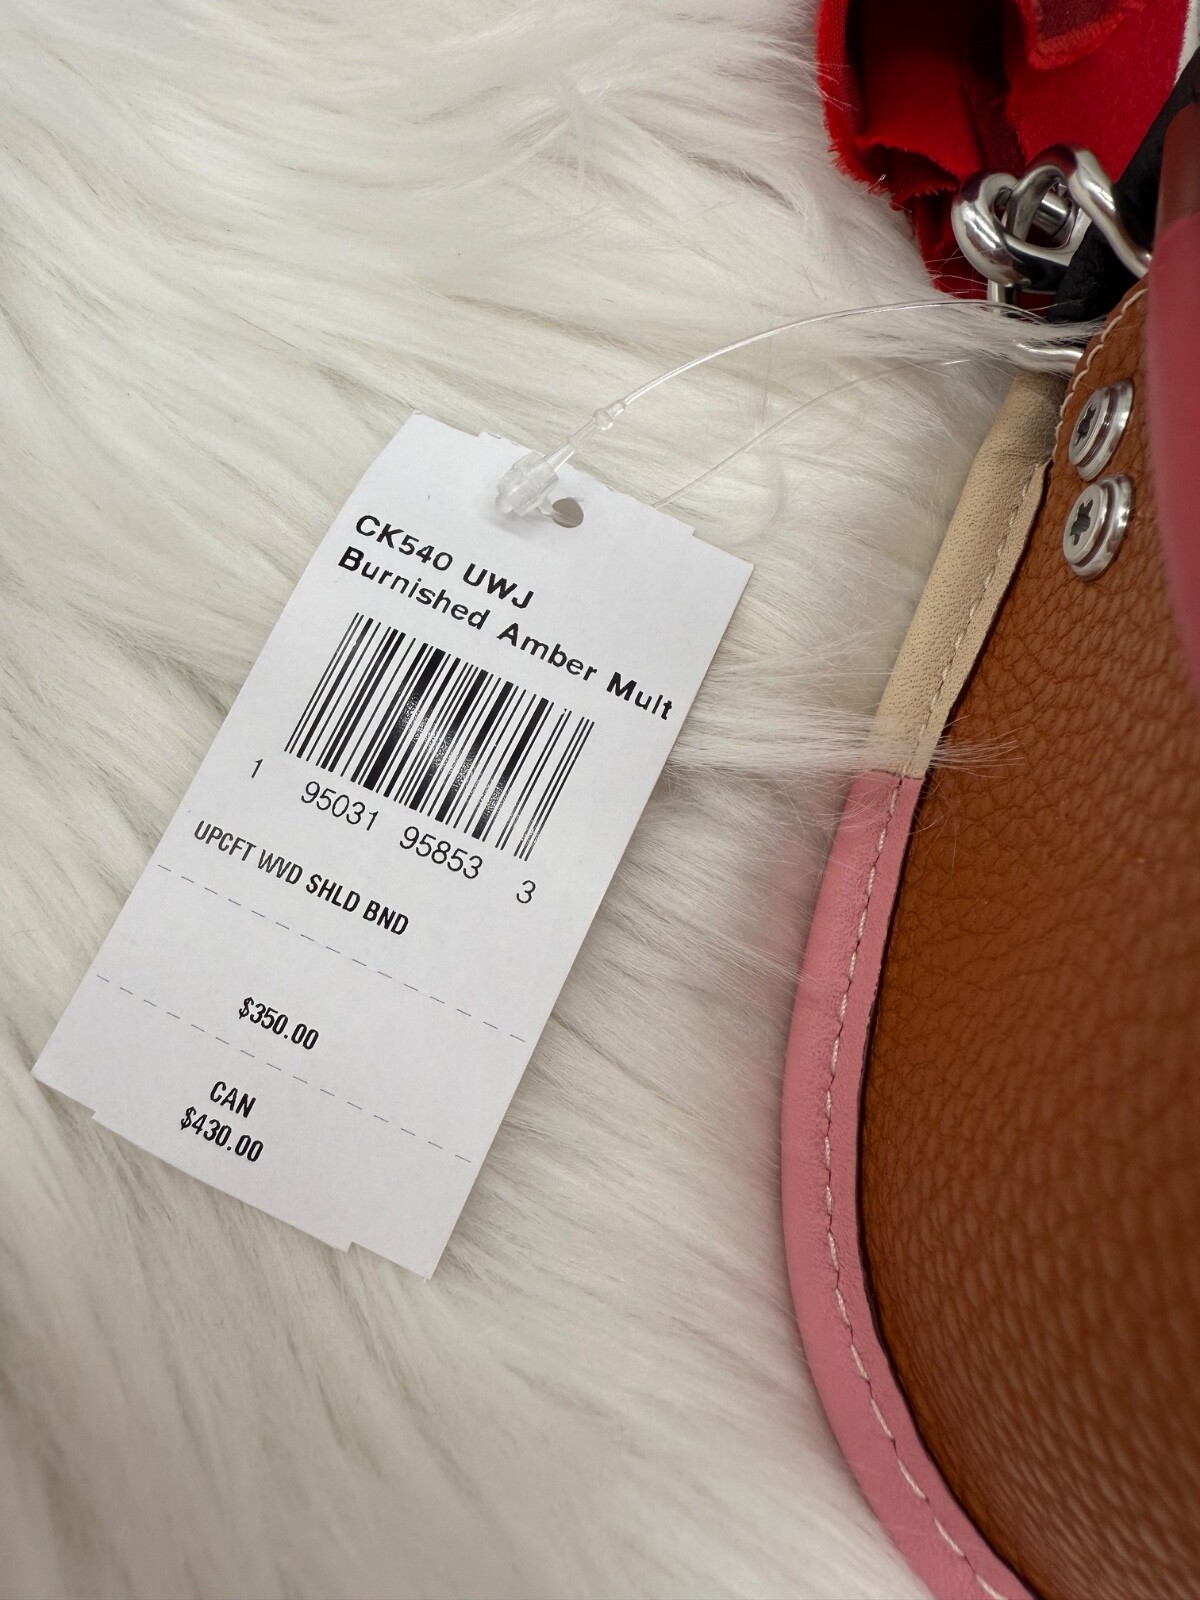 CK540 UWJ
Burnished Amber Mult
1 95031 95853 3
UPCFT WVD SHLD BND
$350.00
CAN
$430.00